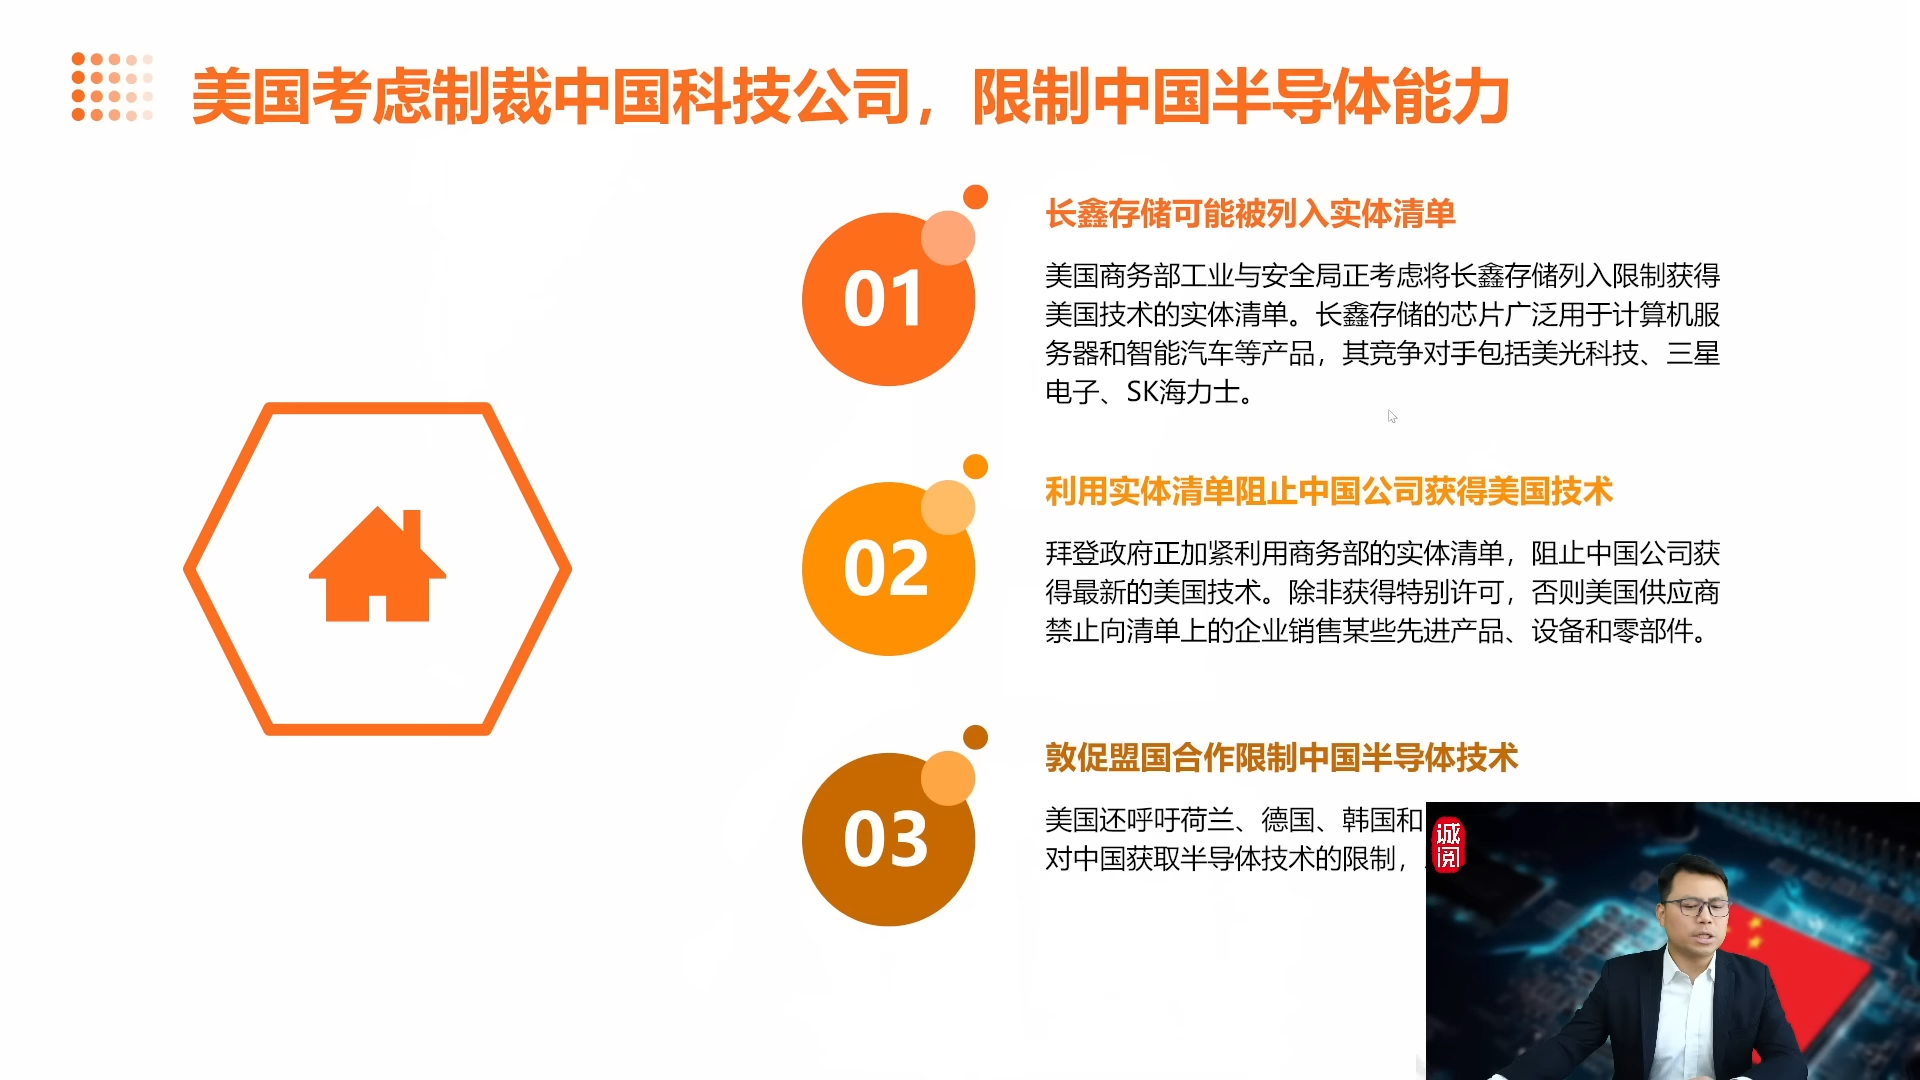 美国考虑制裁中国科技公司，限制中国半导体能力
01
长鑫存储可能被列入实体清单
美国商务部工业与安全局正考虑将长鑫存储列入限制获得
美国技术的实体清单。长鑫存储的芯片广泛用于计算机服
务器和智能汽车等产品，其竞争对手包括美光科技、三星
电子、SK海力士。
02
利用实体清单阻止中国公司获得美国技术
拜登政府正加紧利用商务部的实体清单，阻止中国公司获
得最新的美国技术。除非获得特别许可，否则美国供应商
禁止向清单上的企业销售某些先进产品、设备和零部件。
03
敦促盟国合作限制中国半导体技术
美国还呼吁荷兰、德国、韩国和
对中国获取半导体技术的限制，
诚
阅